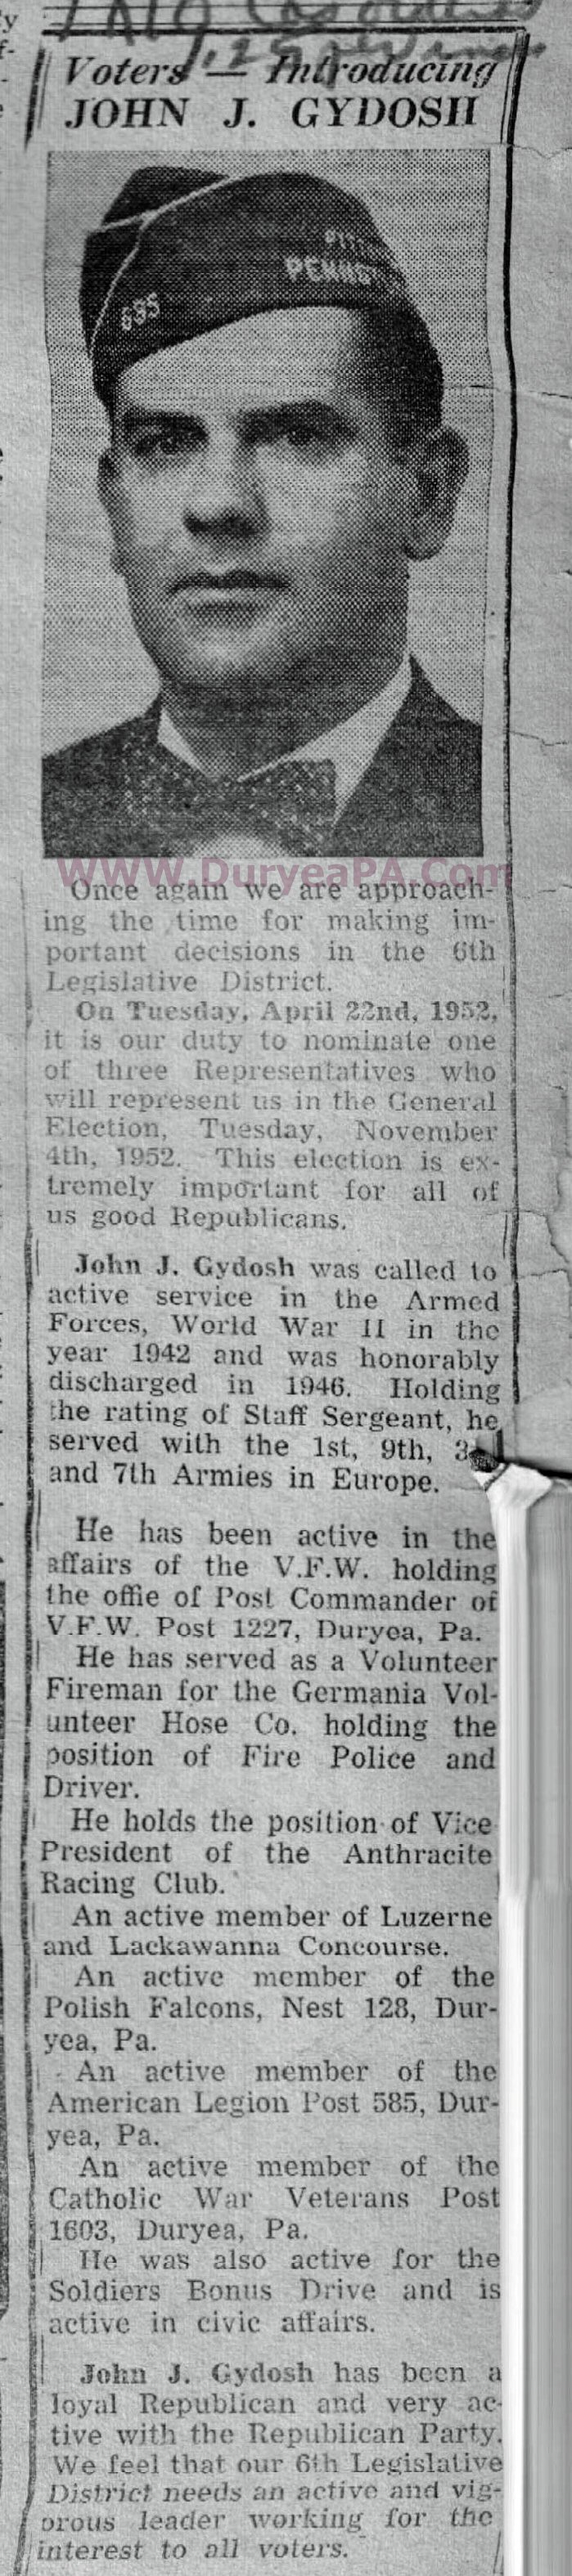 Voters — Introducing
JOHN J. GYDOSH
PENNSY
WWW.DuryeaPA.Com
Once again we are approach-
ing the time for making im-
portant decisions in the 6th
Legislative District.
On Tuesday, April 22nd, 1952,
it is our duty to nominate one
of three Representatives who
will represent us in the General
Election, Tuesday, November
4th, 1952. This election is ex-
tremely important for all of
us good Republicans.
John J. Gydosh was called to
active service in the Armed
Forces, World War II in the
year 1942 and was honorably
discharged in 1946. Holding
the rating of Staff Sergeant, he
served with the 1st, 9th,
and 7th Armies in Europe.
He has been active in the
affairs of the V.F.W. holding
the offie of Post Commander of
V.F.W. Post 1227, Duryea, Pa.
He has served as a Volunteer
Fireman for the Germania Vol-
unteer Hose Co. holding the
position of Fire Police and
Driver.
He holds the position of Vice
President of the Anthracite
Racing Club.
An active member of Luzerne
and Lackawanna Concourse.
An active member of the
Polish Falcons, Nest 128, Dur-
yea, Pa.
An active member of the
American Legion Post 585, Dur-
yea, Pa.
An active member of the
Catholic War Veterans Post
1603, Duryea, Pa.
He was also active for the
Soldiers Bonus Drive and is
active in civic affairs.
John J. Gydosh has been a
loyal Republican and very ac-
tive with the Republican Party.
We feel that our 6th Legislative
District needs an active and vig-
orous leader working for the
interest to all voters.